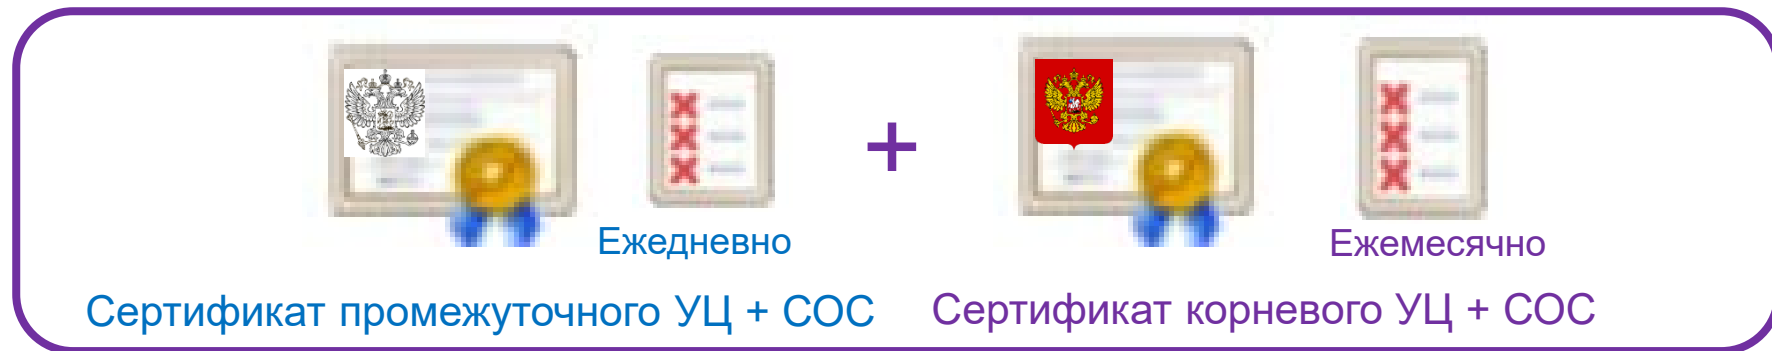 +
Ежедневно
Ежемесячно
Сертификат промежуточного УЦ + СОС
Сертификат корневого УЦ + СОС